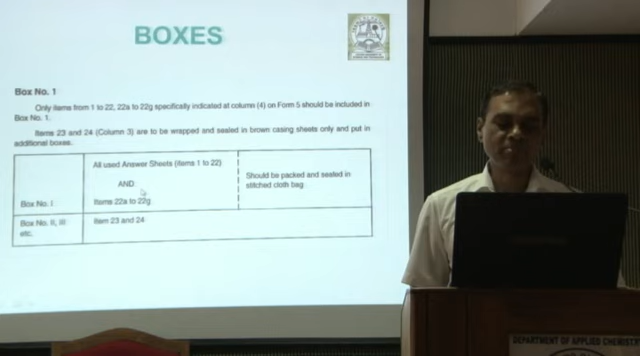 BOXES
Box No. 1
Only items from 1 to 22, 22a to 22g specifically indicated at column (4) on Form 5 should be included in
Box No. 1.
Items 23 and 24 (Column 3) are to be wrapped and sealed in brown casing sheets only and put in
additional boxes.
All used Answer Sheets (items 1 to 22)
AND
Box No. I
Items 22a to 22g
Should be packed and sealed in
stitched cloth bag
Box No. II, III
etc.
Item 23 and 24
DEPARTMENT OF APPLIED CHEMISTRY